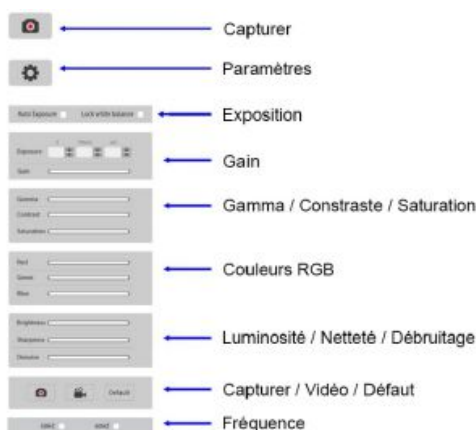 Capturer
Paramètres
Auto Exposure Lock white balance Exposition
Exposure
Gain Gain
Gamma
Contrast
Saturation
Gamma / Constraste / Saturation
Red
Green
Blue
Couleurs RGB
Brightness
Sharpness
Denoise
Luminosité / Netteté / Débruitage
Default Capturer / Vidéo / Défaut
Fréquence